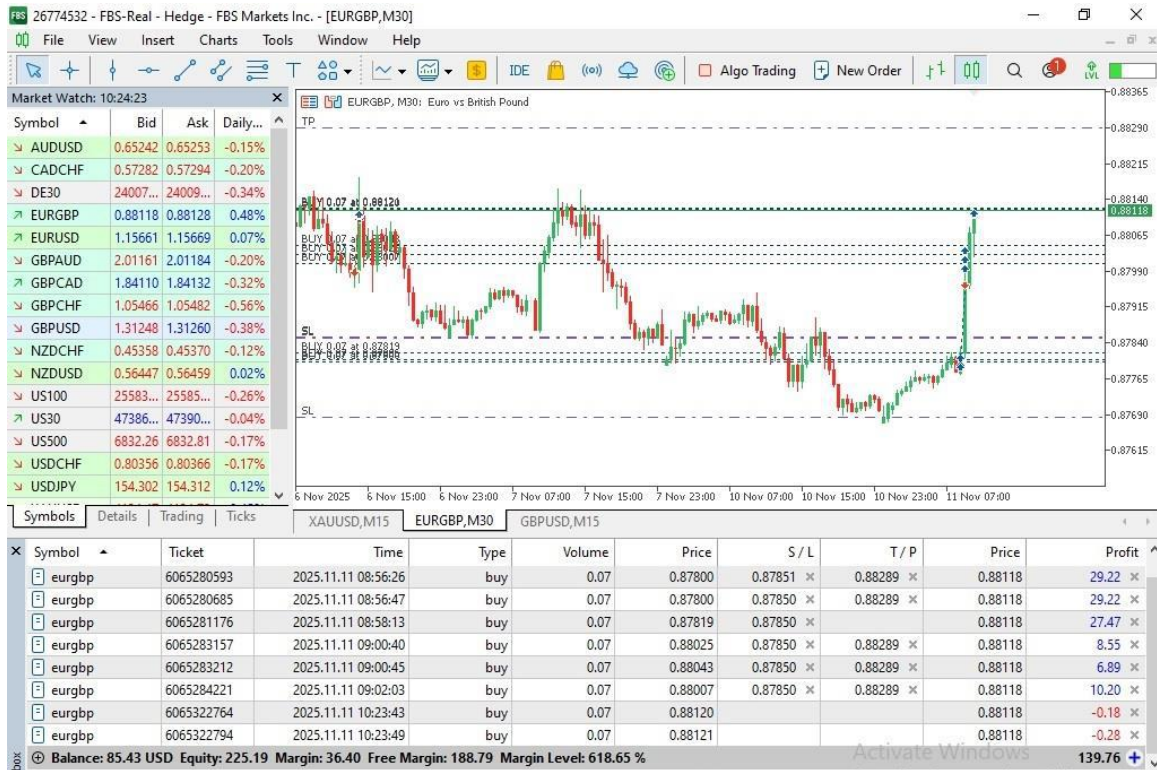 26774532 - FBS-Real - Hedge - FBS Markets Inc. - [EURGBP,M30]
File View Insert Charts Tools Window Help
IDE Algo Trading New Order 1 LVL
Market Watch: 10:24:23
Symbol Bid Ask Daily...
AUDUSD 0.65242 0.65253 -0.15%
CADCHF 0.57282 0.57294 -0.20%
DE30 24007... 24009... -0.34%
EURGBP 0.88118 0.88128 0.48%
EURUSD 1.15661 1.15669 0.07%
GBPAUD 2.01161 2.01184 -0.20%
GBPCAD 1.84110 1.84132 -0.32%
GBPCHF 1.05466 1.05482 -0.56%
GBPUSD 1.31248 1.31260 -0.38%
NZDCHF 0.45358 0.45370 -0.12%
NZDUSD 0.56447 0.56459 0.02%
US100 25583... 25585... -0.26%
US30 47386... 47390... -0.04%
US500 6832.26 6832.81 -0.17%
USDCHF 0.80356 0.80366 -0.17%
USDJPY 154.302 154.312 0.12%
Symbols Details Trading Ticks
EURGBP, M30: Euro vs British Pound
TP
SL
BUY 0.07 at 0.87819
SL
0.88365
0.88290
0.88215
0.88140
0.88118
0.88065
0.87990
0.87915
0.87840
0.87765
0.87690
0.87615
6 Nov 2025 6 Nov 15:00 6 Nov 23:00 7 Nov 07:00 7 Nov 15:00 7 Nov 23:00 10 Nov 07:00 10 Nov 15:00 10 Nov 23:00 11 Nov 07:00
XAUUSD,M15 EURGBP,M30 GBPUSD,M15
Symbol Ticket Time Type Volume Price S / L T / P Price Profit
eurgbp 6065280593 2025.11.11 08:56:26 buy 0.07 0.87800 0.87851 0.88289 0.88118 29.22
eurgbp 6065280685 2025.11.11 08:56:47 buy 0.07 0.87800 0.87850 0.88289 0.88118 29.22
eurgbp 6065281176 2025.11.11 08:58:13 buy 0.07 0.87819 0.87850 0.88118 27.47
eurgbp 6065283157 2025.11.11 09:00:40 buy 0.07 0.88025 0.87850 0.88289 0.88118 8.55
eurgbp 6065283212 2025.11.11 09:00:45 buy 0.07 0.88043 0.87850 0.88289 0.88118 6.89
eurgbp 6065284221 2025.11.11 09:02:03 buy 0.07 0.88007 0.87850 0.88289 0.88118 10.20
eurgbp 6065322764 2025.11.11 10:23:43 buy 0.07 0.88120 0.88118 -0.18
eurgbp 6065322794 2025.11.11 10:23:49 buy 0.07 0.88121 0.88118 -0.28
Balance: 85.43 USD Equity: 225.19 Margin: 36.40 Free Margin: 188.79 Margin Level: 618.65 % 139.76
Activate Windows